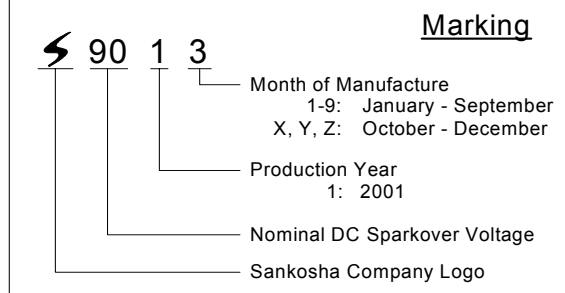 Marking
90 1 3
Month of Manufacture
1-9: January - September
X, Y, Z: October - December
Production Year
1: 2001
Nominal DC Sparkover Voltage
Sankosha Company Logo